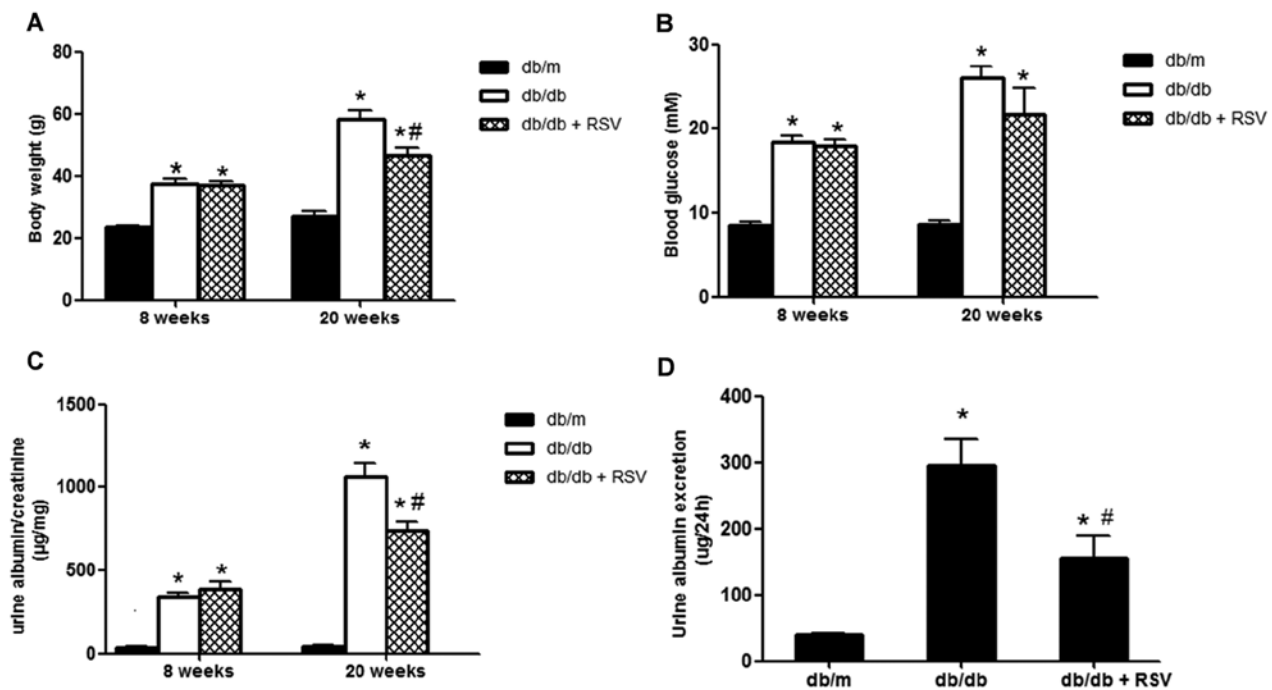 A
Body weight (g)
80
60
40
20
0
*
*
*
*#
8 weeks
20 weeks
db/m
db/db
db/db + RSV
B
Blood glucose (mM)
30
20
10
0
*
*
*
*
8 weeks
20 weeks
db/m
db/db
db/db + RSV
C
urine albumin/creatinine
(µg/mg)
1500
1000
500
0
*
*
*
*#
8 weeks
20 weeks
db/m
db/db
db/db + RSV
D
Urine albumin excretion
(ug/24h)
400
300
200
100
0
*
* #
db/m
db/db
db/db + RSV